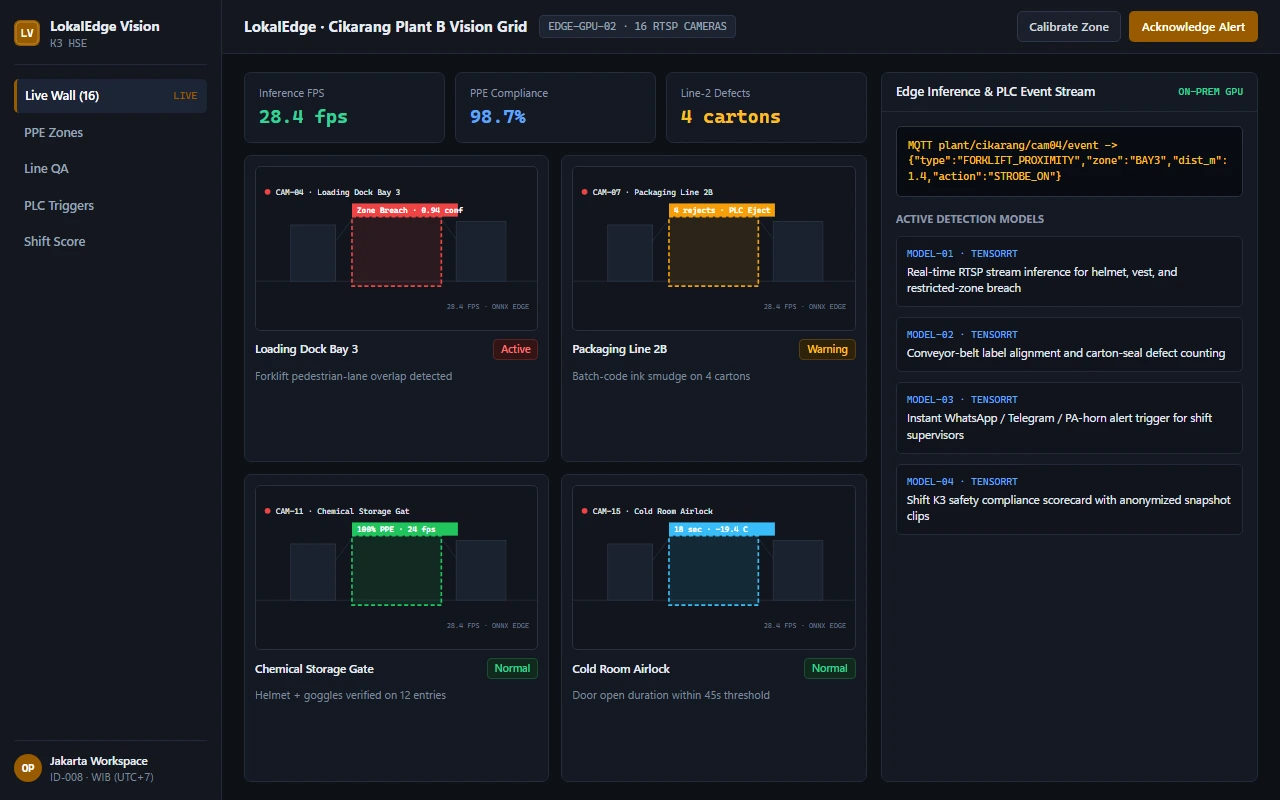 LV
LokalEdge Vision
K3 HSE
Live Wall (16)
LIVE
PPE Zones
Line QA
PLC Triggers
Shift Score
OP
Jakarta Workspace
ID-008 · WIB (UTC+7)
LokalEdge · Cikarang Plant B Vision Grid
EDGE-GPU-02 · 16 RTSP CAMERAS
Calibrate Zone
Acknowledge Alert
Inference FPS
28.4 fps
PPE Compliance
98.7%
Line-2 Defects
4 cartons
CAM-04 · Loading Dock Bay 3
Zone Breach · 0.94 conf
28.4 FPS · ONNX EDGE
Loading Dock Bay 3
Active
Forklift pedestrian-lane overlap detected
CAM-07 · Packaging Line 2B
4 rejects · PLC Eject
28.4 FPS · ONNX EDGE
Packaging Line 2B
Warning
Batch-code ink smudge on 4 cartons
CAM-11 · Chemical Storage Gat
100% PPE · 24 fps
28.4 FPS · ONNX EDGE
Chemical Storage Gate
Normal
Helmet + goggles verified on 12 entries
CAM-15 · Cold Room Airlock
18 sec · -19.4 C
28.4 FPS · ONNX EDGE
Cold Room Airlock
Normal
Door open duration within 45s threshold
Edge Inference & PLC Event Stream
ON-PREM GPU
MQTT plant/cikarang/cam04/event ->
{"type":"FORKLIFT_PROXIMITY","zone":"BAY3","dist_m":
1.4,"action":"STROBE_ON"}
ACTIVE DETECTION MODELS
MODEL-01 · TENSORRT
Real-time RTSP stream inference for helmet, vest, and
restricted-zone breach
MODEL-02 · TENSORRT
Conveyor-belt label alignment and carton-seal defect counting
MODEL-03 · TENSORRT
Instant WhatsApp / Telegram / PA-horn alert trigger for shift
supervisors
MODEL-04 · TENSORRT
Shift K3 safety compliance scorecard with anonymized snapshot
clips